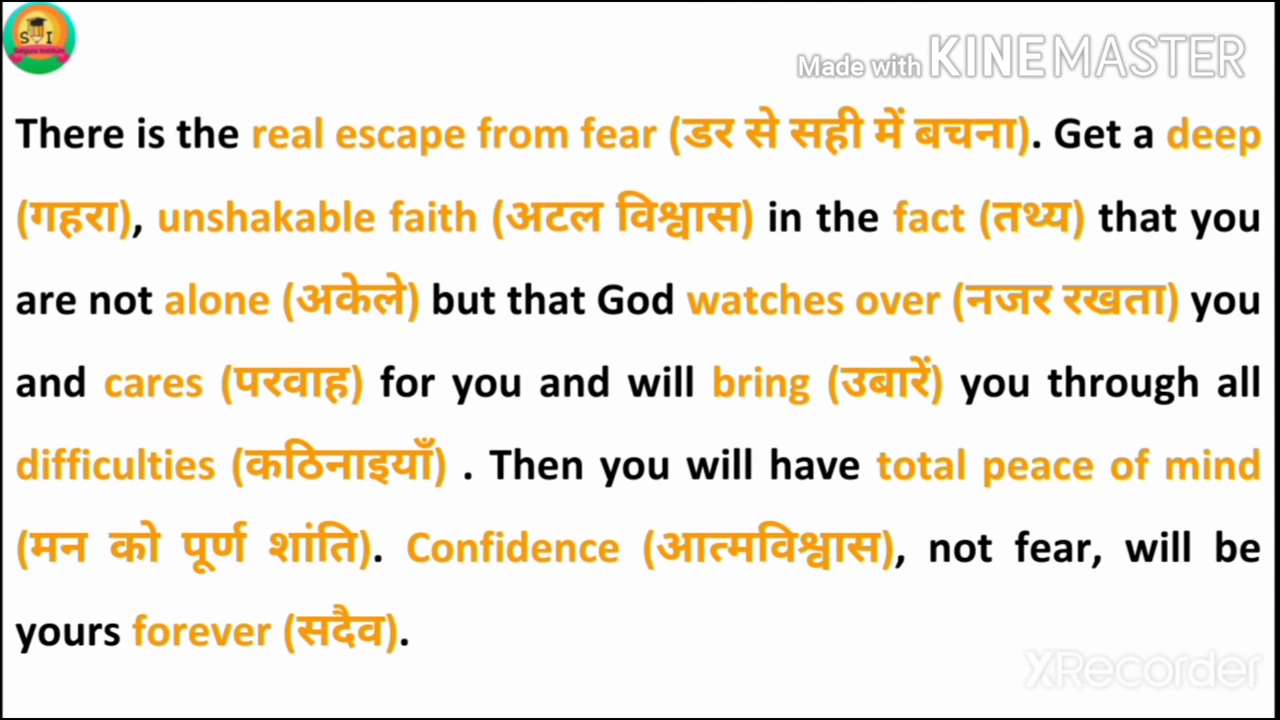 S I
Satguru Institute
Made with KINEMASTER
There is the real escape from fear (डर से सही में बचना). Get a deep
(गहरा), unshakable faith (अटल विश्वास) in the fact (तथ्य) that you
are not alone (अकेले) but that God watches over (नजर रखता) you
and cares (परवाह) for you and will bring (उबारें) you through all
difficulties (कठिनाइयाँ) . Then you will have total peace of mind
(मन को पूर्ण शांति). Confidence (आत्मविश्वास), not fear, will be
yours forever (सदैव).
XRecorder